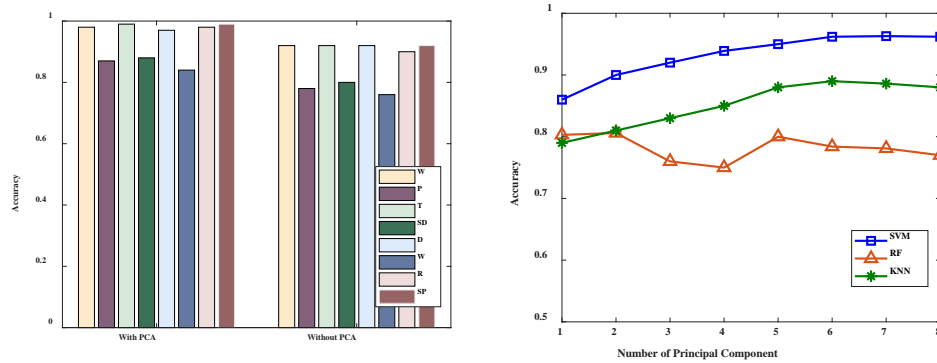 1
0.8
0.6
0.4
0.2
0
Accuracy
With PCA
Without PCA
W
P
T
SD
D
W
R
SP
1
0.9
0.8
0.7
0.6
0.5
Accuracy
1 2 3 4 5 6 7 8
Number of Principal Component
SVM
RF
KNN